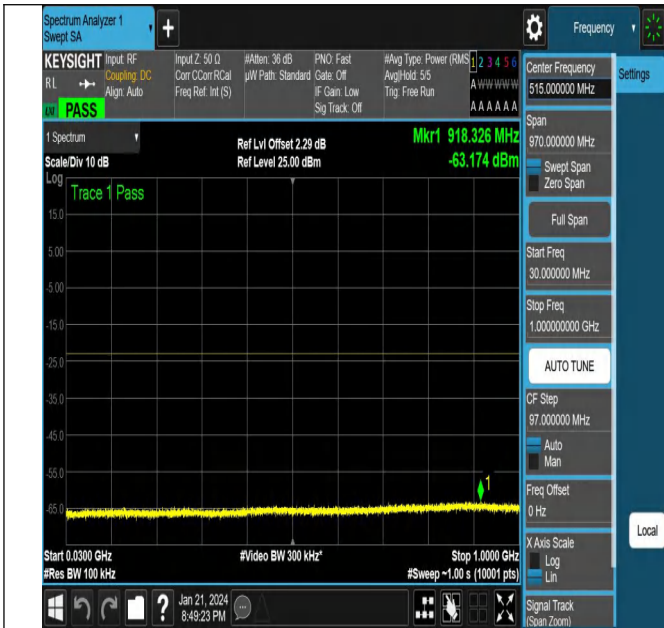 Spectrum Analyzer 1
Swept SA
Frequency
KEYSIGHT
RL
PASS
Input: RF
Coupling: DC
Align: Auto
Input Z: 50 Ω
Corr CCorr RCal
Freq Ref: Int (S)
#Atten: 36 dB
µW Path: Standard
PNO: Fast
Gate: Off
IF Gain: Low
Sig Track: Off
#Avg Type: Power (RMS
Avg|Hold: 5/5
Trig: Free Run
1 2 3 4 5 6
A W W W W W
A A A A A A
1 Spectrum
Scale/Div 10 dB
Ref Lvl Offset 2.29 dB
Ref Level 25.00 dBm
Mkr1 918.326 MHz
-63.174 dBm
Log
Trace 1 Pass
15.0
5.00
-5.00
-15.0
-25.0
-35.0
-45.0
-55.0
-65.0
1
Start 0.0300 GHz
#Video BW 300 kHz*
Stop 1.0000 GHz
#Res BW 100 kHz
#Sweep ~1.00 s (10001 pts)
Jan 21, 2024
8:49:23 PM
Center Frequency
515.000000 MHz
Settings
Span
970.000000 MHz
Swept Span
Zero Span
Full Span
Start Freq
30.000000 MHz
Stop Freq
1.000000000 GHz
AUTO TUNE
CF Step
97.000000 MHz
Auto
Man
Freq Offset
0 Hz
Local
X Axis Scale
Log
Lin
Signal Track
(Span Zoom)